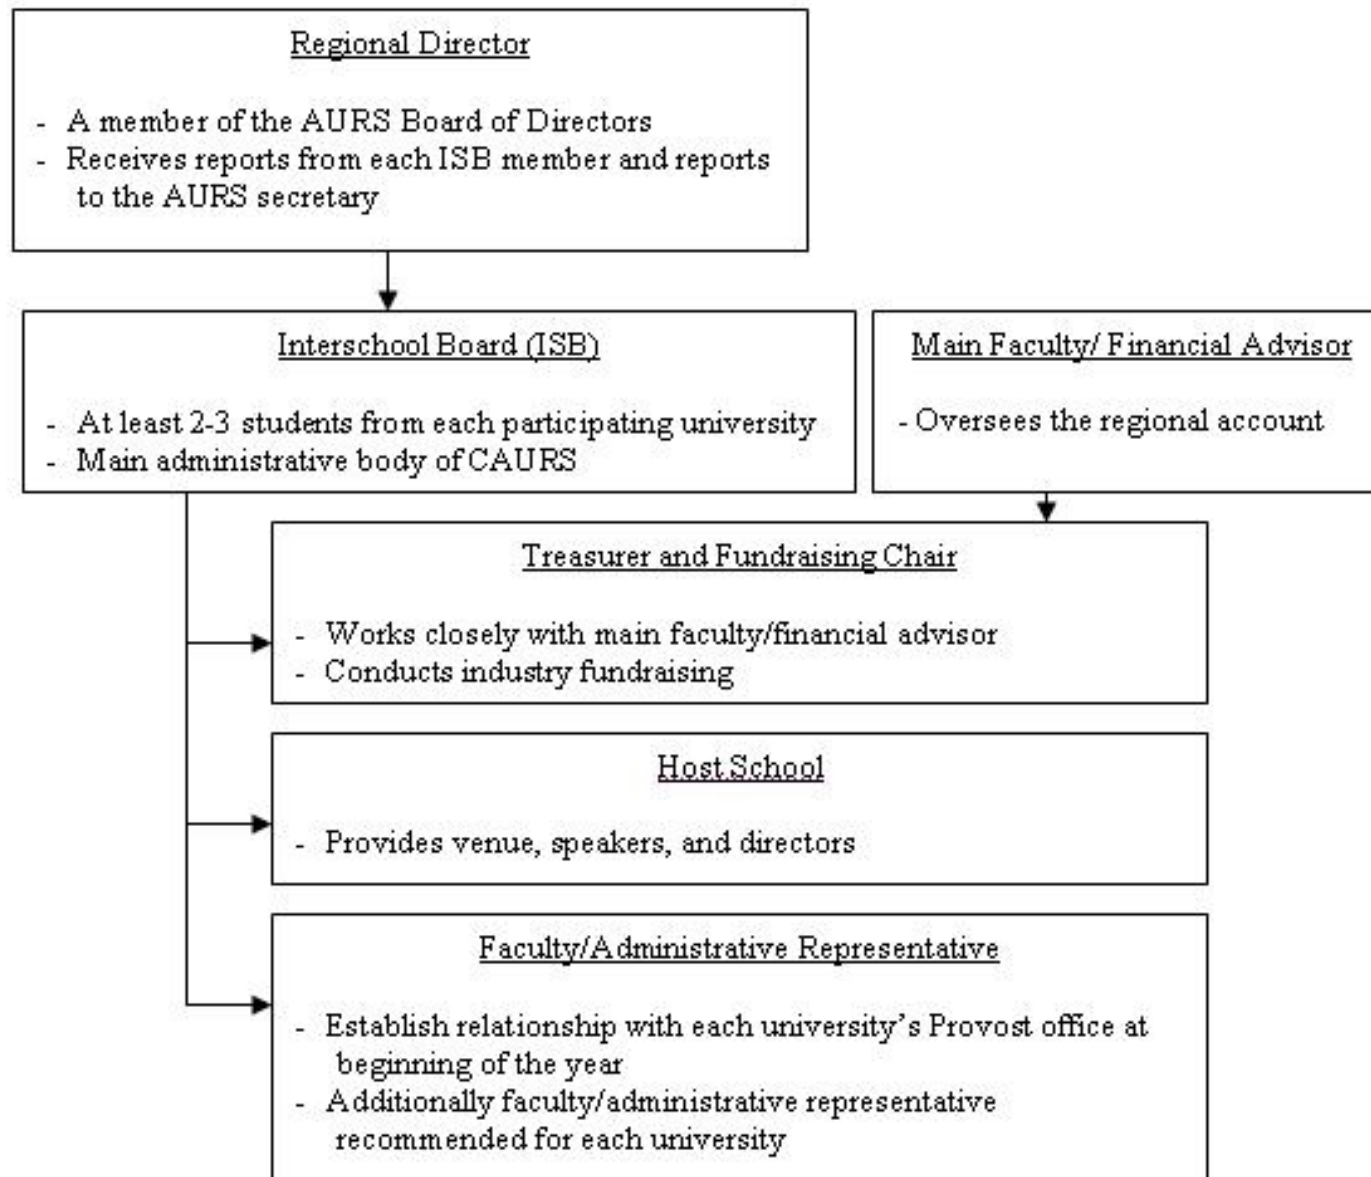 Regional Director
- A member of the AURS Board of Directors
- Receives reports from each ISB member and reports
to the AURS secretary
Interschool Board (ISB)
- At least 2-3 students from each participating university
- Main administrative body of CAURS
Main Faculty/ Financial Advisor
- Oversees the regional account
Treasurer and Fundraising Chair
- Works closely with main faculty/financial advisor
- Conducts industry fundraising
Host School
- Provides venue, speakers, and directors
Faculty/Administrative Representative
- Establish relationship with each university’s Provost office at
beginning of the year
- Additionally faculty/administrative representative
recommended for each university